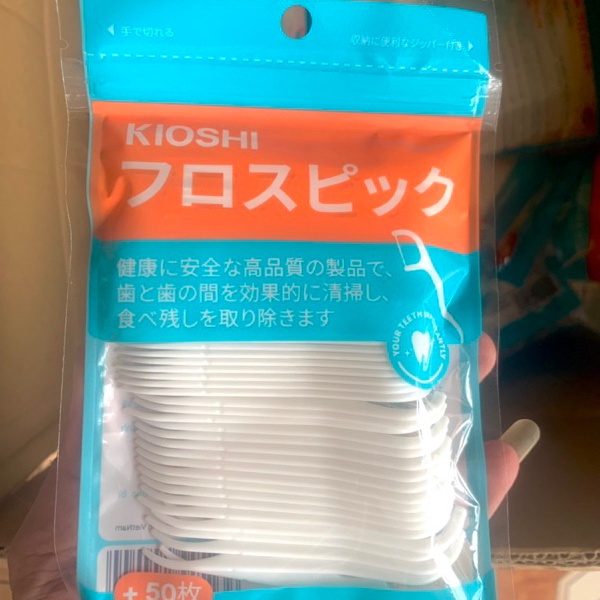 手で切れる
収納に便利なジッパー付き
KIOSHI
フロスピック
健康に安全な高品質の製品で、
歯と歯の間を効果的に清掃し、
食べ残しを取り除きます
YOUR TEETH
VietNam
+ 50枚